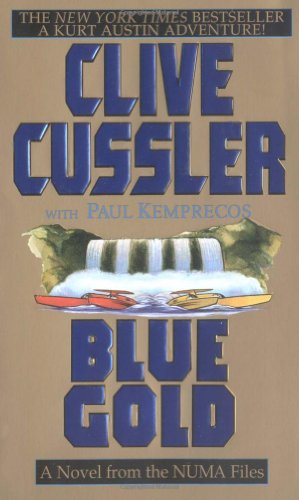 THE NEW YORK TIMES BESTSELLER
A KURT AUSTIN ADVENTURE!
CLIVE
CUSSLER
WITH PAUL KEMPRECOS
BLUE
GOLD
A Novel from the NUMA Files